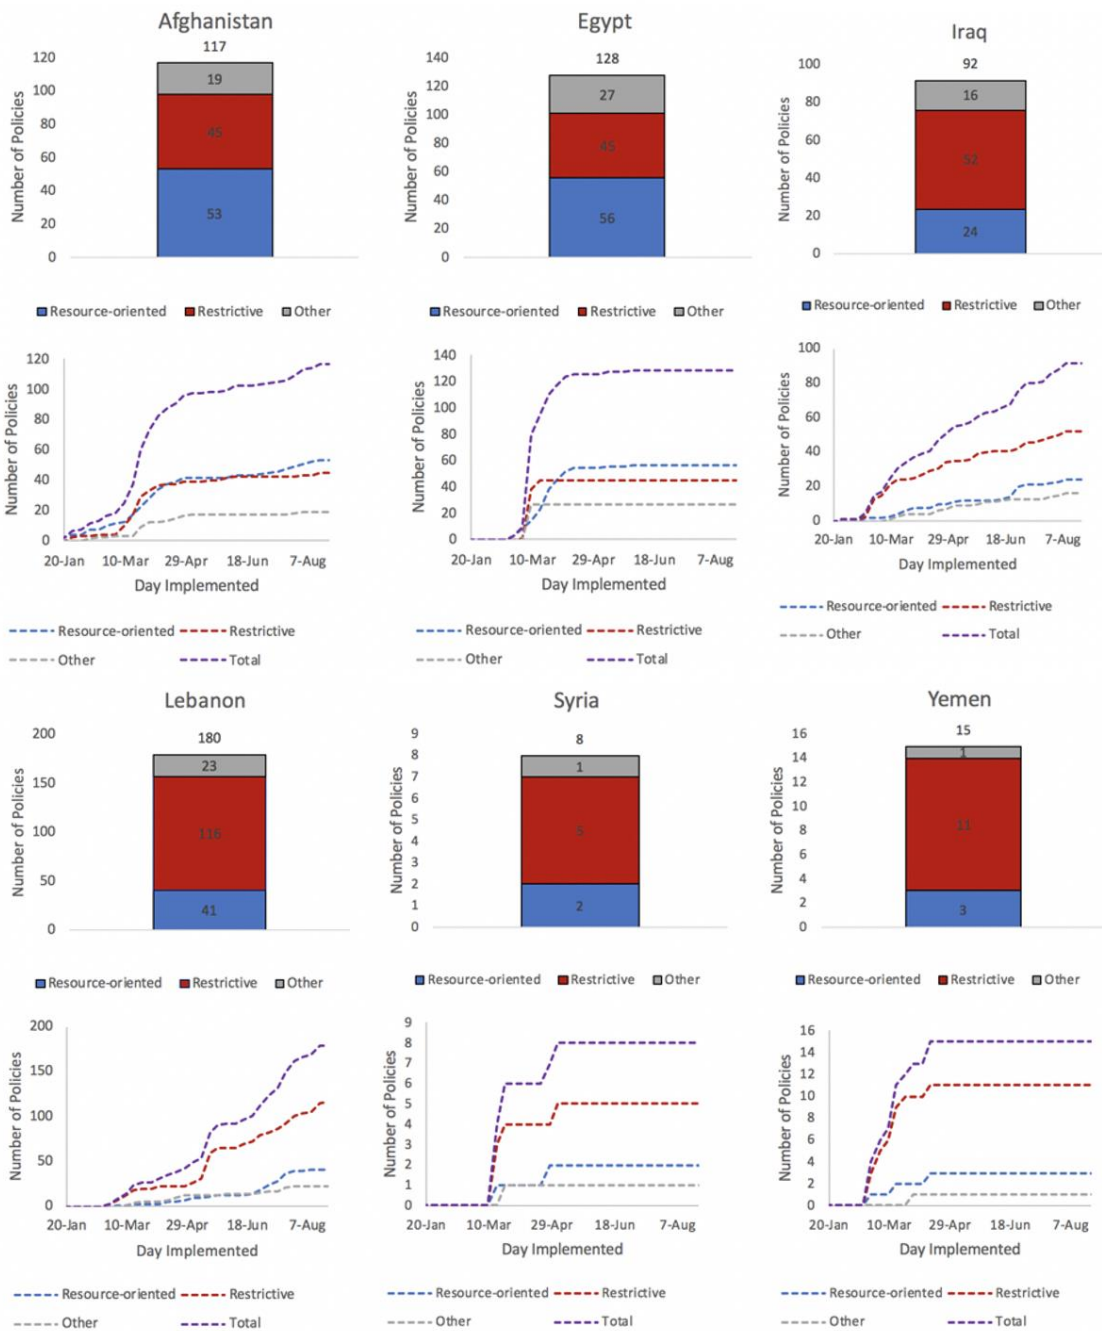 Afghanistan
117
Number of Policies
120
100
80
60
40
20
0
19
45
53
Resource-oriented Restrictive Other
120
100
80
60
40
20
0
Number of Policies
20-Jan 10-Mar 29-Apr 18-Jun 7-Aug
Day Implemented
Resource-oriented Restrictive
Other Total
Egypt
128
Number of Policies
140
120
100
80
60
40
20
0
27
45
56
Resource-oriented Restrictive Other
140
120
100
80
60
40
20
0
Number of Policies
20-Jan 10-Mar 29-Apr 18-Jun 7-Aug
Day Implemented
Resource-oriented Restrictive
Other Total
Iraq
92
Number of Policies
100
80
60
40
20
0
16
52
24
Resource-oriented Restrictive Other
100
80
60
40
20
0
Number of Policies
20-Jan 10-Mar 29-Apr 18-Jun 7-Aug
Day Implemented
Resource-oriented Restrictive
Other Total
Lebanon
180
Number of Policies
200
150
100
50
0
23
116
41
Resource-oriented Restrictive Other
200
150
100
50
0
Number of Policies
20-Jan 10-Mar 29-Apr 18-Jun 7-Aug
Day Implemented
Resource-oriented Restrictive
Other Total
Syria
8
Number of Policies
9
8
7
6
5
4
3
2
1
0
1
5
2
Resource-oriented Restrictive Other
9
8
7
6
5
4
3
2
1
0
Number of Policies
20-Jan 10-Mar 29-Apr 18-Jun 7-Aug
Day Implemented
Resource-oriented Restrictive
Other Total
Yemen
15
Number of Policies
16
14
12
10
8
6
4
2
0
1
11
3
Resource-oriented Restrictive Other
16
14
12
10
8
6
4
2
0
Number of Policies
20-Jan 10-Mar 29-Apr 18-Jun 7-Aug
Day Implemented
Resource-oriented Restrictive
Other Total